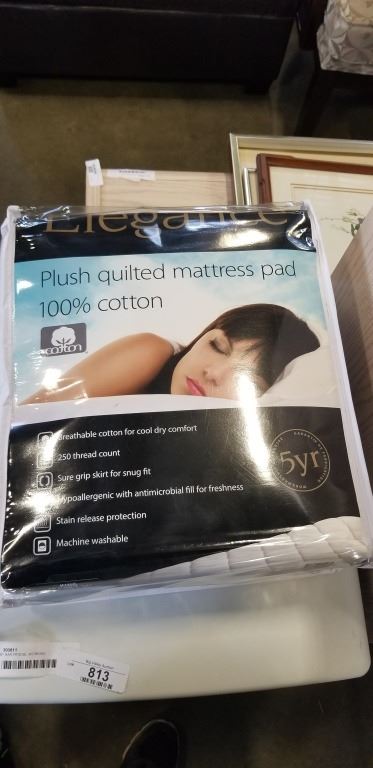 Elegance
Plush quilted mattress pad
100% cotton
cotton
Breathable cotton for cool dry comfort
250 thread count
Sure grip skirt for snug fit
Hypoallergenic with antimicrobial fill for freshness
Stain release protection
Machine washable
5yr
813